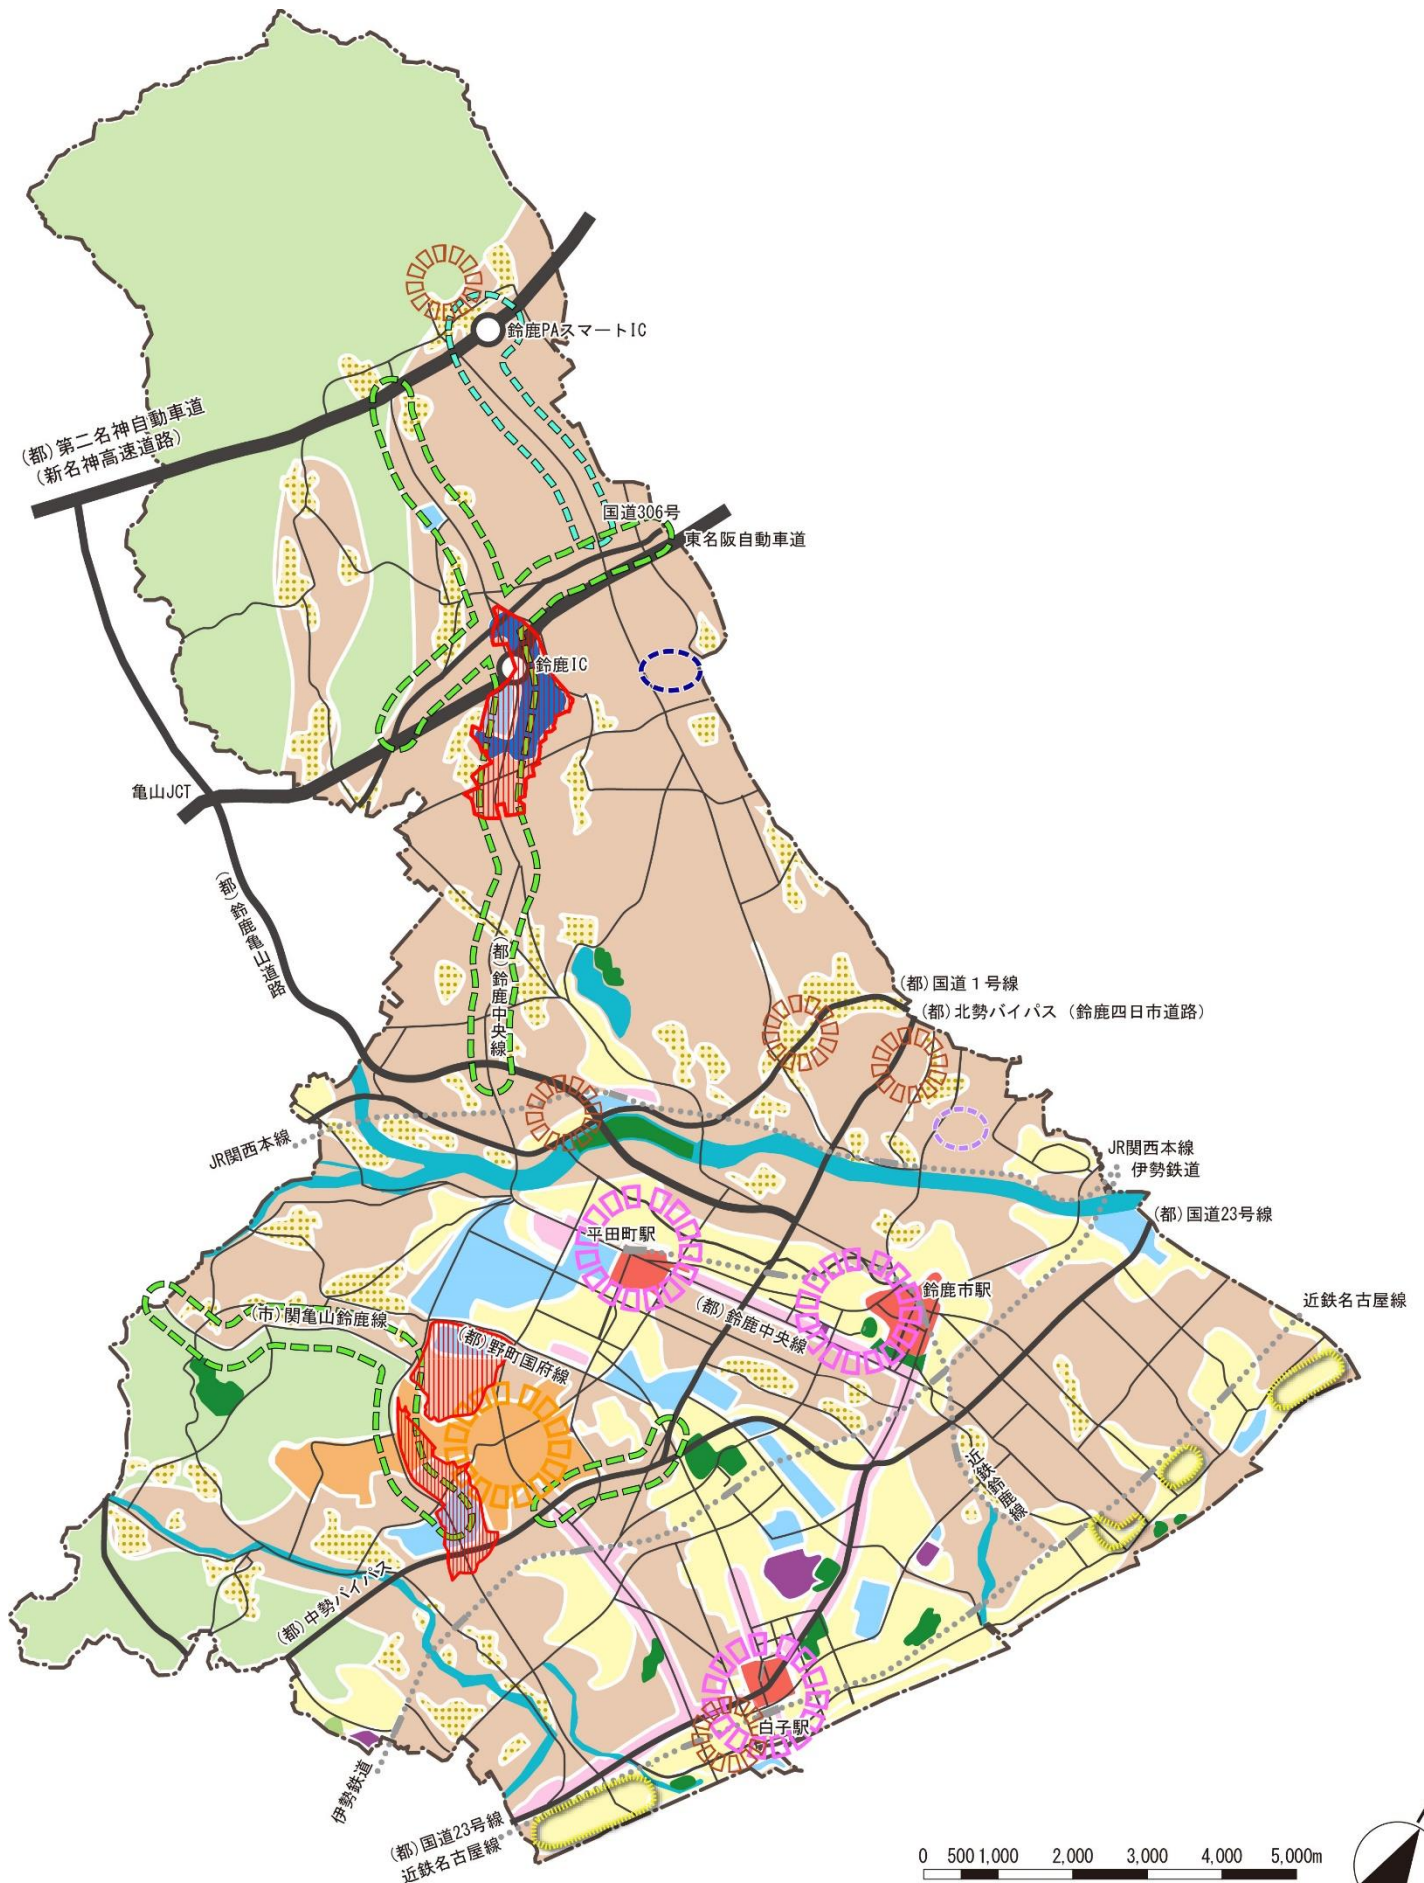 鈴鹿PAスマートIC
(都)第二名神自動車道
(新名神高速道路)
国道306号
東名阪自動車道
鈴鹿IC
亀山JCT
(都)鈴鹿亀山道路
(都)鈴鹿中央線
(都)国道1号線
(都)北勢バイパス (鈴鹿四日市道路)
JR関西本線
JR関西本線
伊勢鉄道
(都)国道23号線
平田町駅
鈴鹿市駅
近鉄名古屋線
(都)鈴鹿中央線
(市)関亀山鈴鹿線
(都)野町国府線
近鉄鈴鹿線
(都)中勢バイパス
白子駅
伊勢鉄道
(都)国道23号線
近鉄名古屋線
0 500 1,000 2,000 3,000 4,000 5,000m